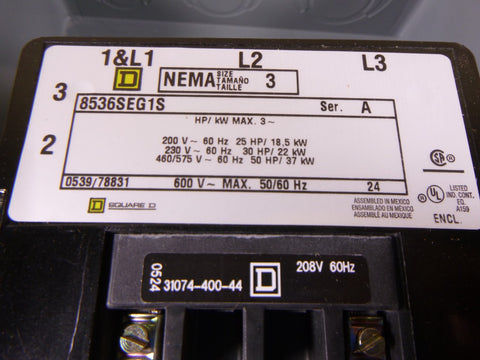 1&L1 L2 L3
D NEMA SIZE TAMAÑO TAILLE 3
3
8536SEG1S Ser. A
2
HP/ kW MAX. 3~
200 V ~ 60 Hz 25 HP/ 18,5 kW
230 V ~ 60 Hz 30 HP/ 22 kW
460/575 V ~ 60 Hz 50 HP/ 37 kW
0539/78831 600 V ~ MAX. 50/60 Hz 24
SA
UL LISTED
IND. CONT.
EQ.
A159
ENCL.
D SQUARE D
ASSEMBLED IN MEXICO
ENSAMBLADO EN MÉXICO
ASSEMBLÉ AU MEXIQUE
0524 31074-400-44 D 208V 60Hz